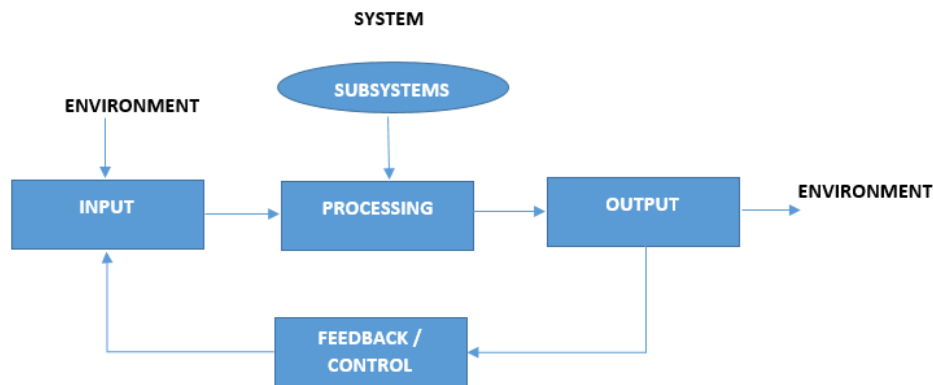 SYSTEM
SUBSYSTEMS
ENVIRONMENT
INPUT
PROCESSING
OUTPUT
ENVIRONMENT
FEEDBACK /
CONTROL